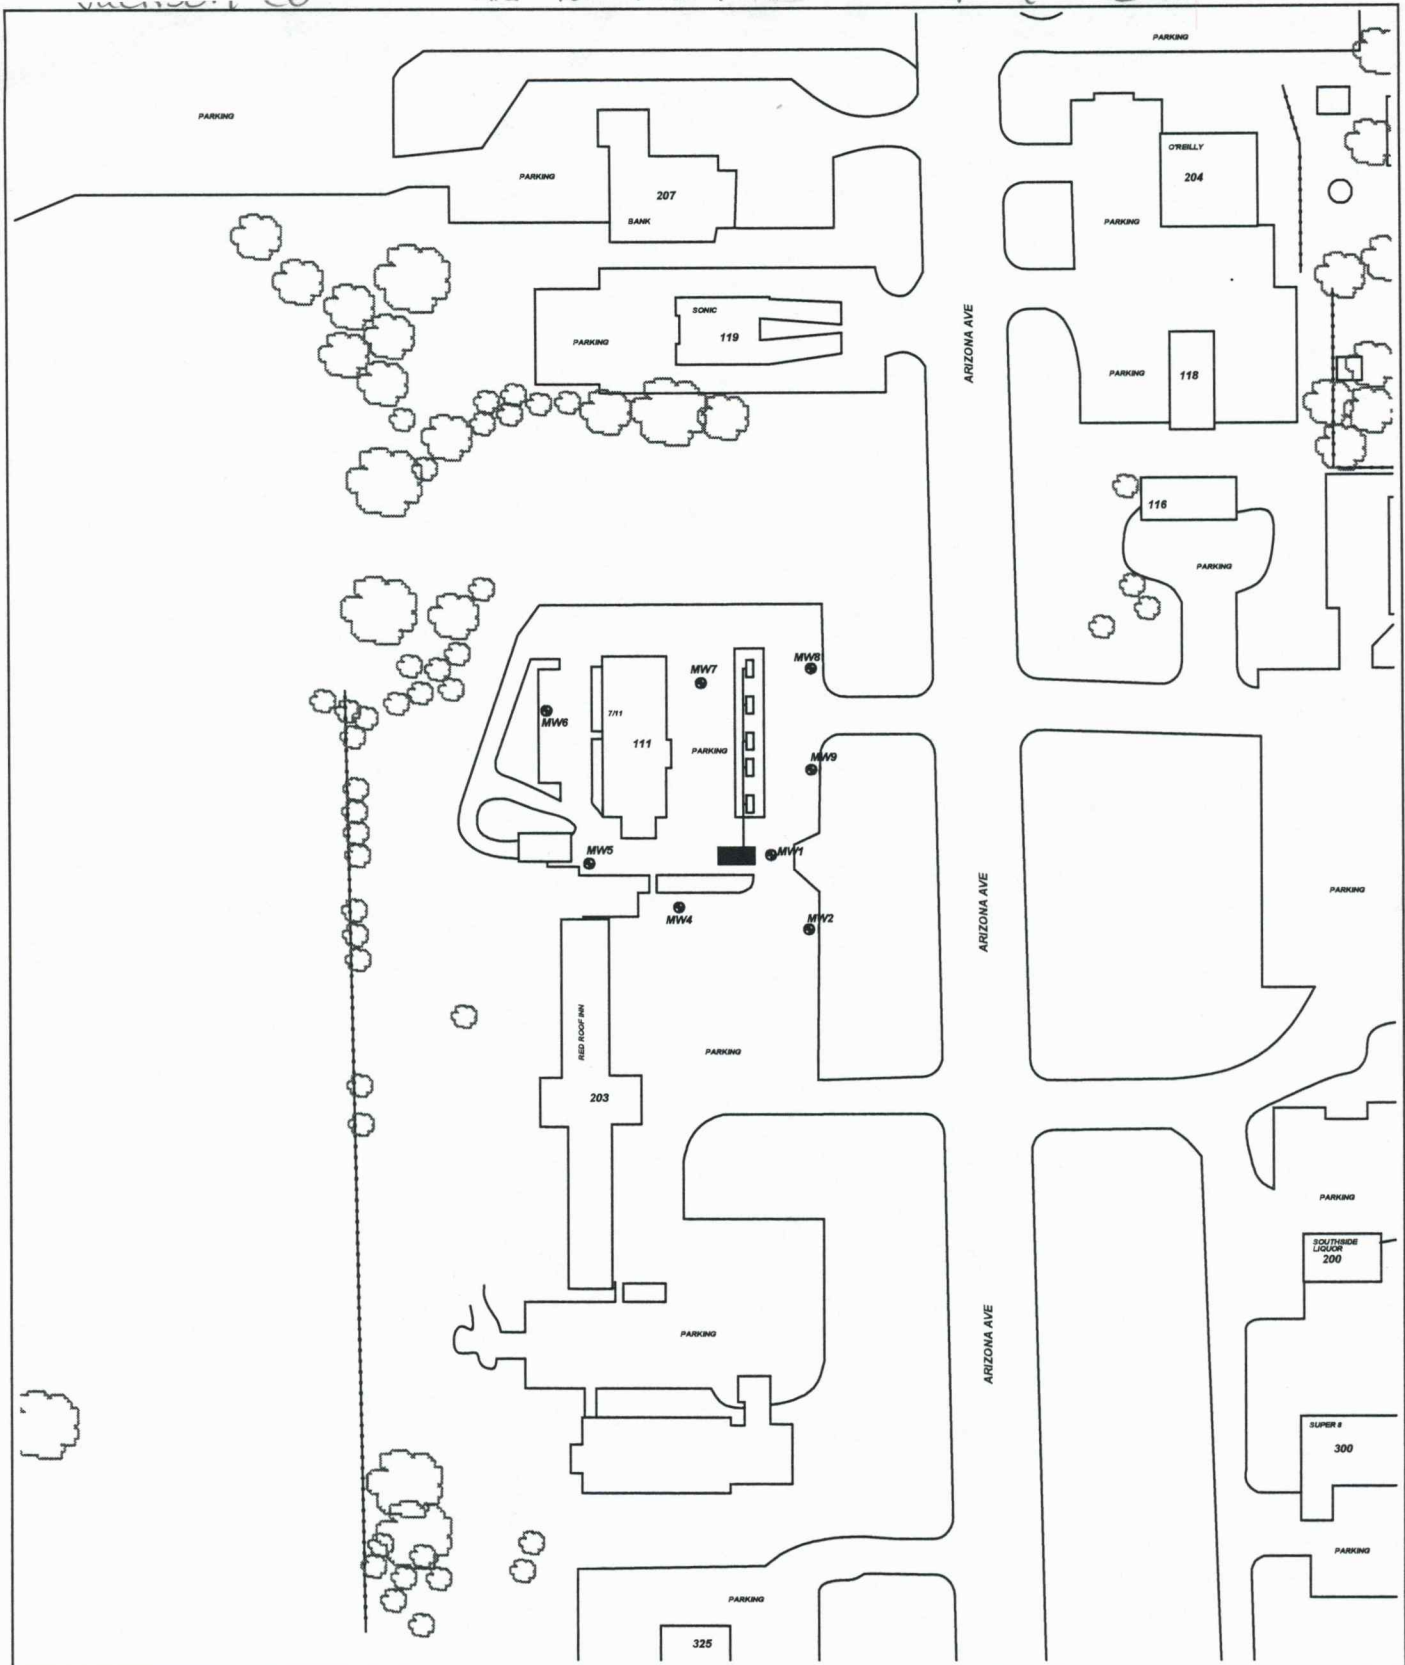 PARKING
PARKING
O'REILLY
204
PARKING
207
BANK
PARKING
SONIC
119
PARKING
ARIZONA AVE
PARKING
118
116
PARKING
MW7
MW8
MW6
7/11
111
PARKING
MW9
MW5
MW1
MW4
MW2
PARKING
ARIZONA AVE
RED ROOF INN
203
PARKING
PARKING
SOUTHSIDE
LIQUOR
200
ARIZONA AVE
PARKING
SUPER 8
300
PARKING
PARKING
325